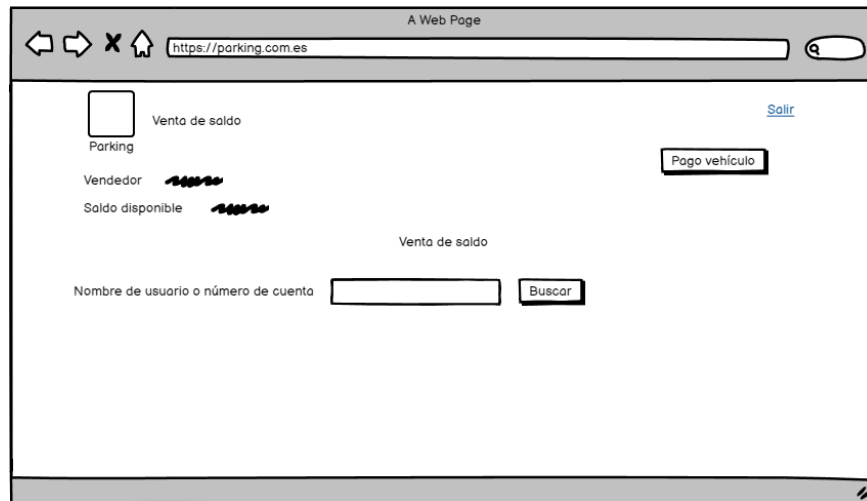 A Web Page
https://parking.com.es
Venta de saldo
Salir
Parking
Pago vehículo
Vendedor
Saldo disponible
Venta de saldo
Nombre de usuario o número de cuenta
Buscar